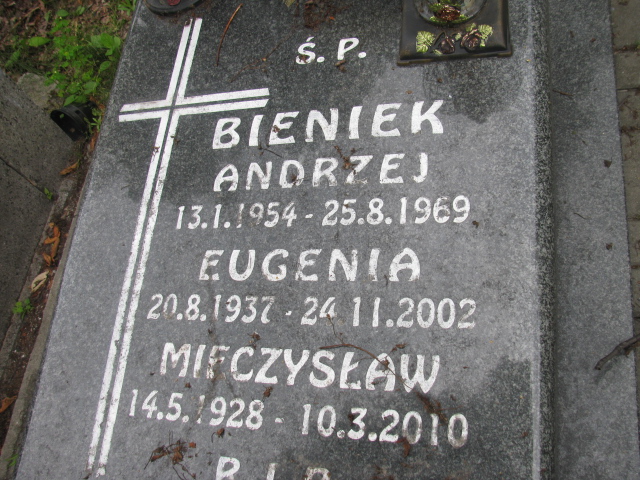 Ś. P.
BIENIEK
ANDRZEJ
13.1.1954 - 25.8.1969
EUGENIA
20.8.1937 - 24.11.2002
MIECZYSŁAW
14.5.1928 - 10.3.2010
R.I.P.